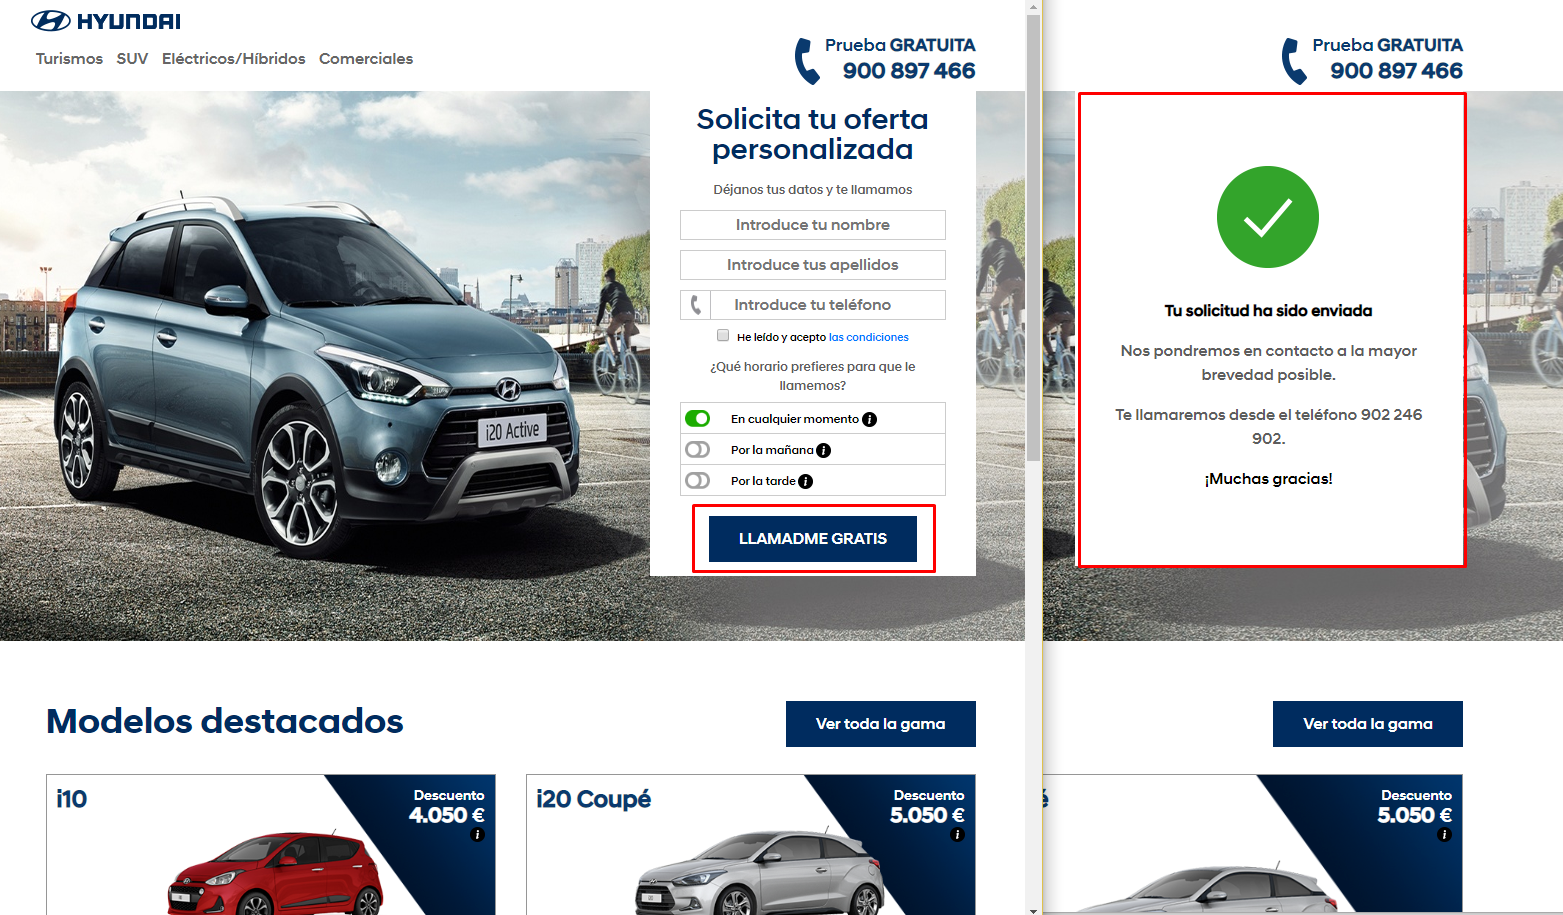 HYUNDAI
Turismos SUV Eléctricos/Híbridos Comerciales
Prueba GRATUITA
900 897 466
Solicita tu oferta
personalizada
Déjanos tus datos y te llamamos
Introduce tu nombre
Introduce tus apellidos
Introduce tu teléfono
He leído y acepto las condiciones
¿Qué horario prefieres para que le
llamemos?
En cualquier momento i
Por la mañana i
Por la tarde i
LLAMADME GRATIS
i20 Active
Modelos destacados
Ver toda la gama
i10
Descuento
4.050 €
i
i20 Coupé
Descuento
5.050 €
i
Prueba GRATUITA
900 897 466
Tu solicitud ha sido enviada
Nos pondremos en contacto a la mayor
brevedad posible.
Te llamaremos desde el teléfono 902 246
902.
¡Muchas gracias!
Ver toda la gama
é
Descuento
5.050 €
i